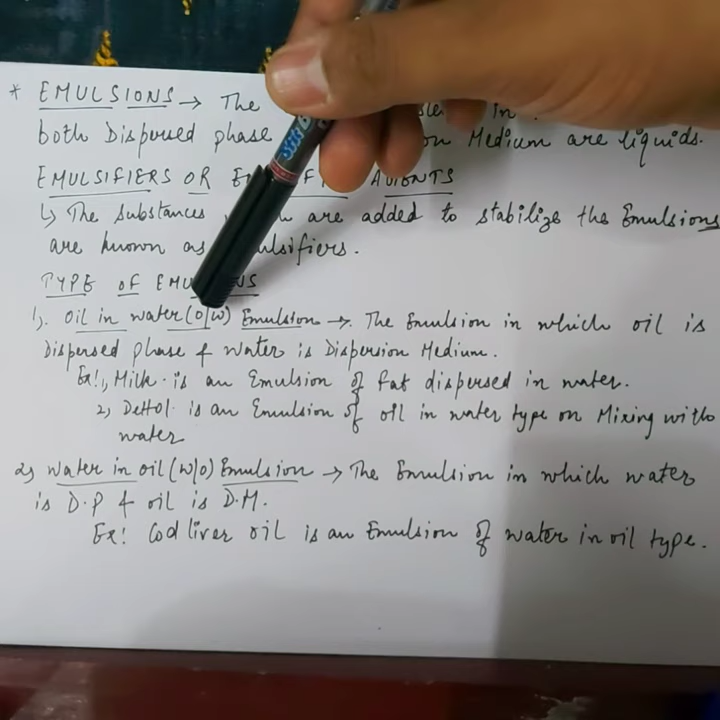 * EMULSIONS → The in
both Dispersed phase Medium are liquids.
EMULSIFIERS OR
↳ The substances are added to stabilize the Emulsions
are known as
TYPE OF
1). Oil in water (O/W) Emulsion → The Emulsion in which oil is
Dispersed phase & water is Dispersion Medium.
Ex! 1, Milk is an Emulsion of fat dispersed in water.
2, Dettol is an Emulsion of oil in water type on Mixing with
water
2, Water in oil (W/O) Emulsion → The Emulsion in which water
is D.P & oil is D.M.
Ex! Cod liver oil is an Emulsion of water in oil type.